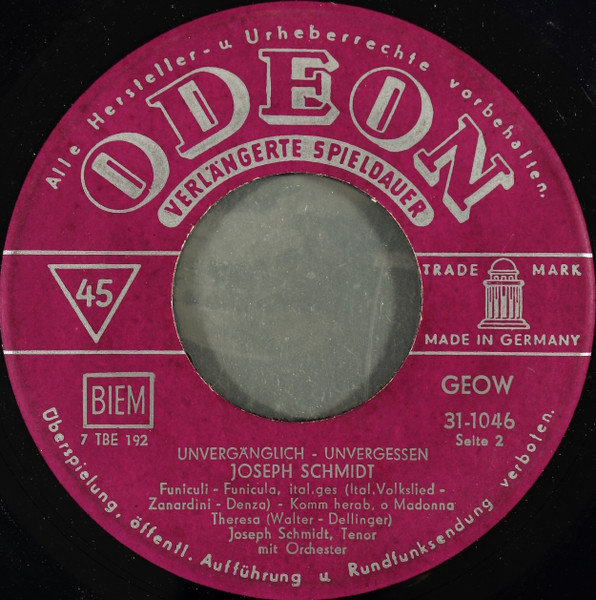 Alle Hersteller- u Urheberrechte vorbehalten.
ODEON
VERLÄNGERTE SPIELDAUER
45
TRADE MARK
MADE IN GERMANY
BIEM
7 TBE 192
GEOW
31-1046
Seite 2
UNVERGÄNGLICH - UNVERGESSEN
JOSEPH SCHMIDT
Funiculi - Funicula, ital.ges (Ital.Volkslied -
Zanardini - Denza) - Komm herab, o Madonna
Theresa (Walter - Dellinger)
Joseph Schmidt, Tenor
mit Orchester
Überspielung, öffentl. Aufführung u Rundfunksendung verboten.